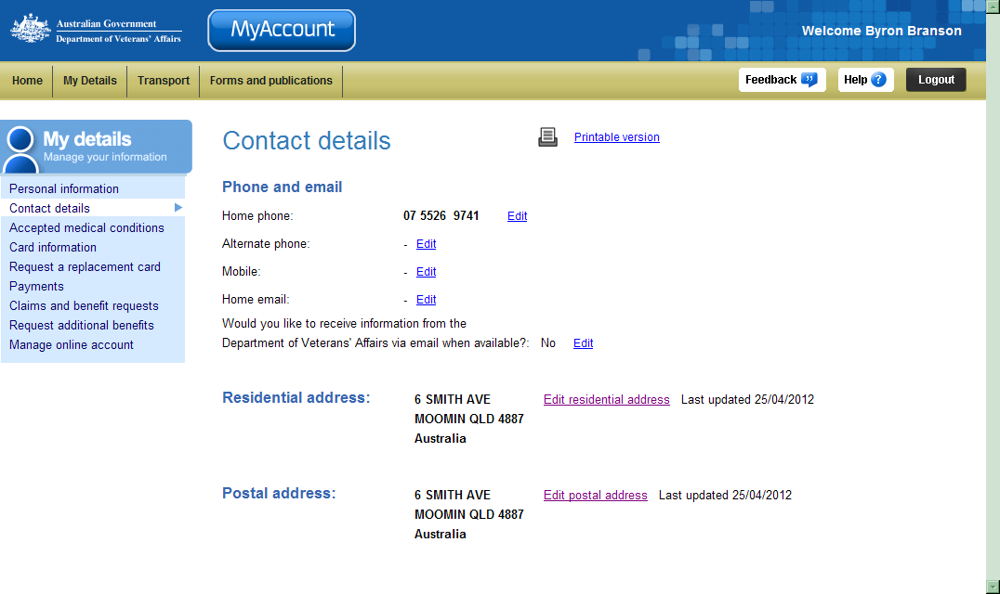 Australian Government
Department of Veterans' Affairs
MyAccount
Welcome Byron Branson
Home My Details Transport Forms and publications Feedback Help ? Logout
My details
Manage your information
Personal information
Contact details
Accepted medical conditions
Card information
Request a replacement card
Payments
Claims and benefit requests
Request additional benefits
Manage online account
Contact details
Printable version
Phone and email
Home phone: 07 5526 9741 Edit
Alternate phone: - Edit
Mobile: - Edit
Home email: - Edit
Would you like to receive information from the
Department of Veterans' Affairs via email when available?: No Edit
Residential address: 6 SMITH AVE Edit residential address Last updated 25/04/2012
MOOMIN QLD 4887
Australia
Postal address: 6 SMITH AVE Edit postal address Last updated 25/04/2012
MOOMIN QLD 4887
Australia